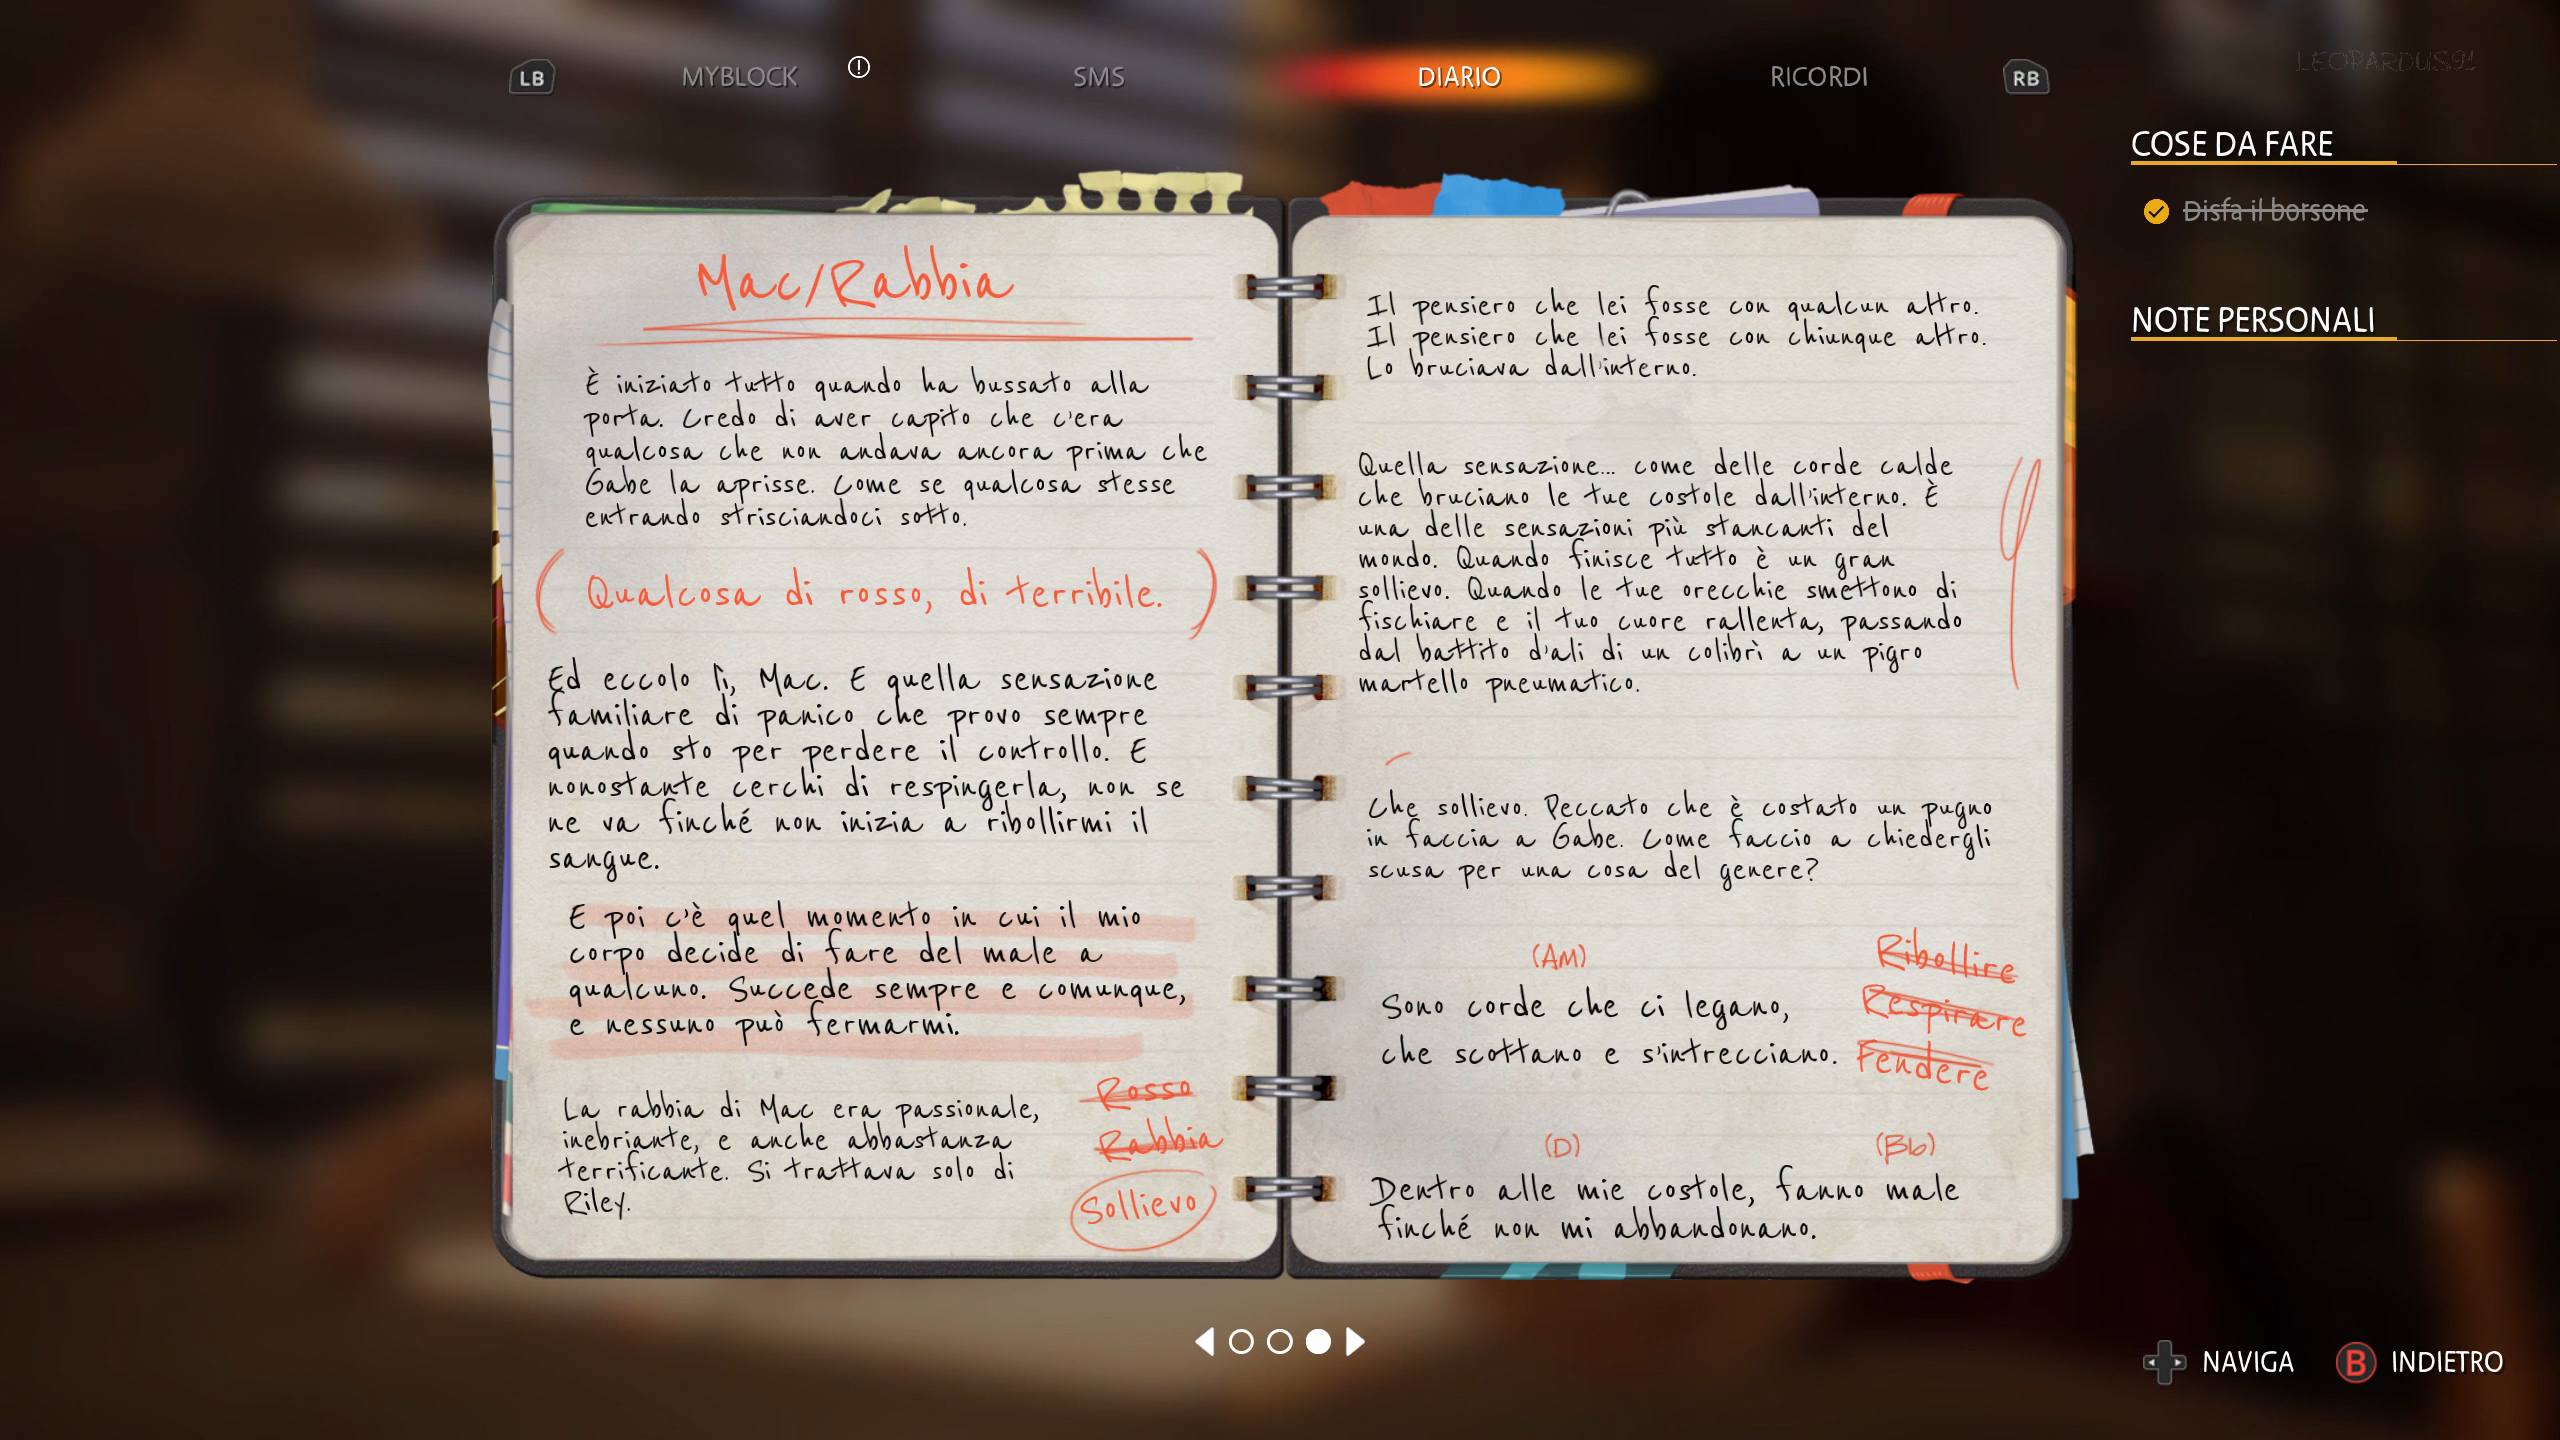 LB
MYBLOCK
SMS
DIARIO
RICORDI
RB
LEOPARDUS91
COSE DA FARE
Disfa il borsone
NOTE PERSONALI
Mac/Rabbia
È iniziato tutto quando ha bussato alla
porta. Credo di aver capito che c'era
qualcosa che non andava ancora prima che
Gabe la aprisse. Come se qualcosa stesse
entrando strisciandoci sotto.
( Qualcosa di rosso, di terribile. )
Ed eccolo lì, Mac. E quella sensazione
familiare di panico che provo sempre
quando sto per perdere il controllo. E
nonostante cerchi di respingerla, non se
ne va finché non inizia a ribollirmi il
sangue.
E poi c'è quel momento in cui il mio
corpo decide di fare del male a
qualcuno. Succede sempre e comunque,
e nessuno può fermarmi.
La rabbia di Mac era passionale,
inebriante, e anche abbastanza
terrificante. Si trattava solo di
Riley.
Rosso
Rabbia
Sollievo
Il pensiero che lei fosse con qualcun altro.
Il pensiero che lei fosse con chiunque altro.
Lo bruciava dall'interno.
Quella sensazione... come delle corde calde
che bruciano le tue costole dall'interno. È
una delle sensazioni più stancanti del
mondo. Quando finisce tutto è un gran
sollievo. Quando le tue orecchie smettono di
fischiare e il tuo cuore rallenta, passando
dal battito d'ali di un colibrì a un pigro
martello pneumatico.
Che sollievo. Peccato che è costato un pugno
in faccia a Gabe. Come faccio a chiedergli
scusa per una cosa del genere?
(AM)
Sono corde che ci legano,
che scottano e s'intrecciano.
Ribollire
Respirare
Fendere
(D)
(Bb)
Dentro alle mie costole, fanno male
finché non mi abbandonano.
NAVIGA
B
INDIETRO